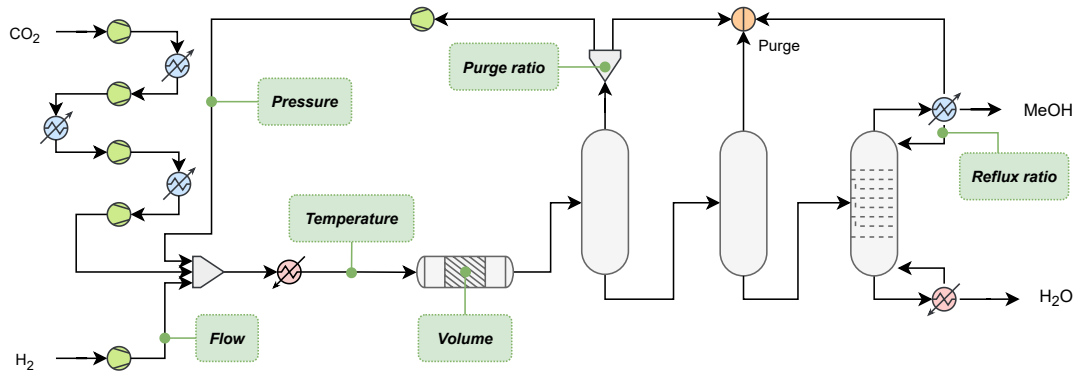 CO₂
Purge
Purge ratio
Pressure
MeOH
Reflux ratio
Temperature
H₂O
Flow
Volume
H₂